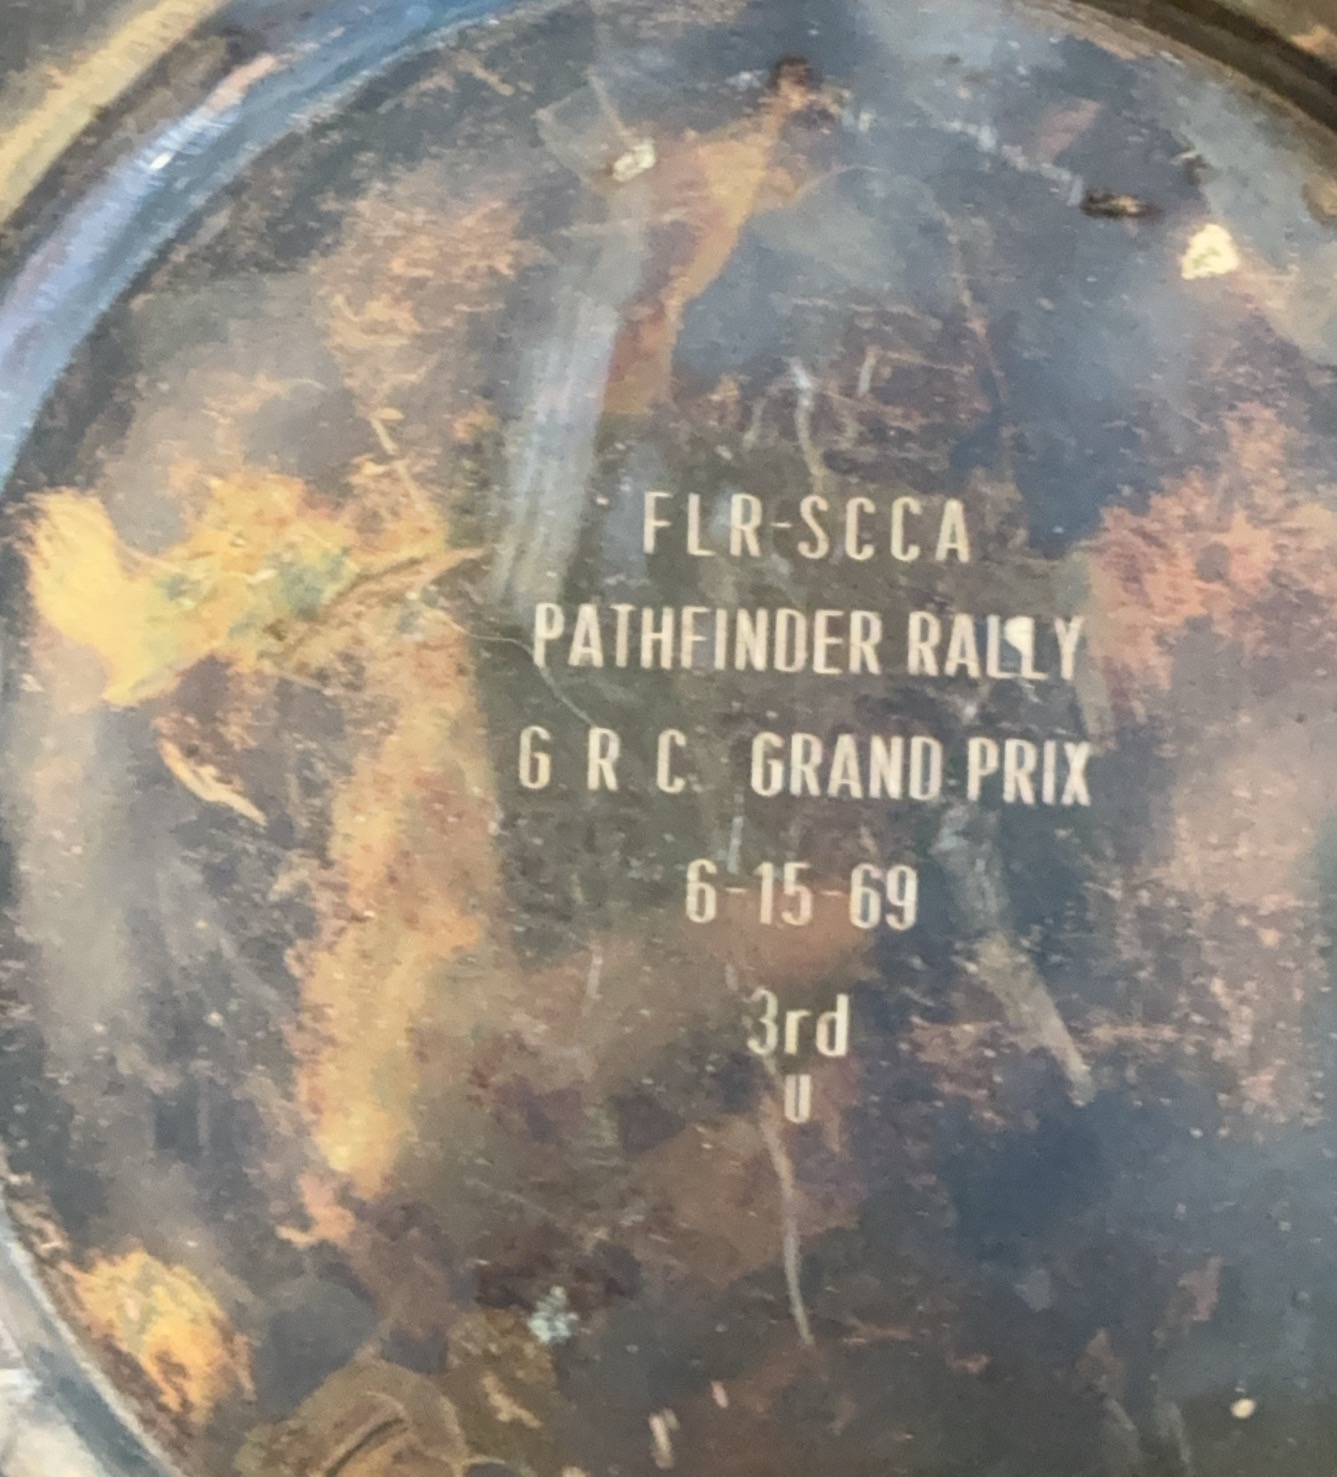 FLR-SCCA
PATHFINDER RALLY
G R C. GRAND PRIX
6-15-69
3rd
U